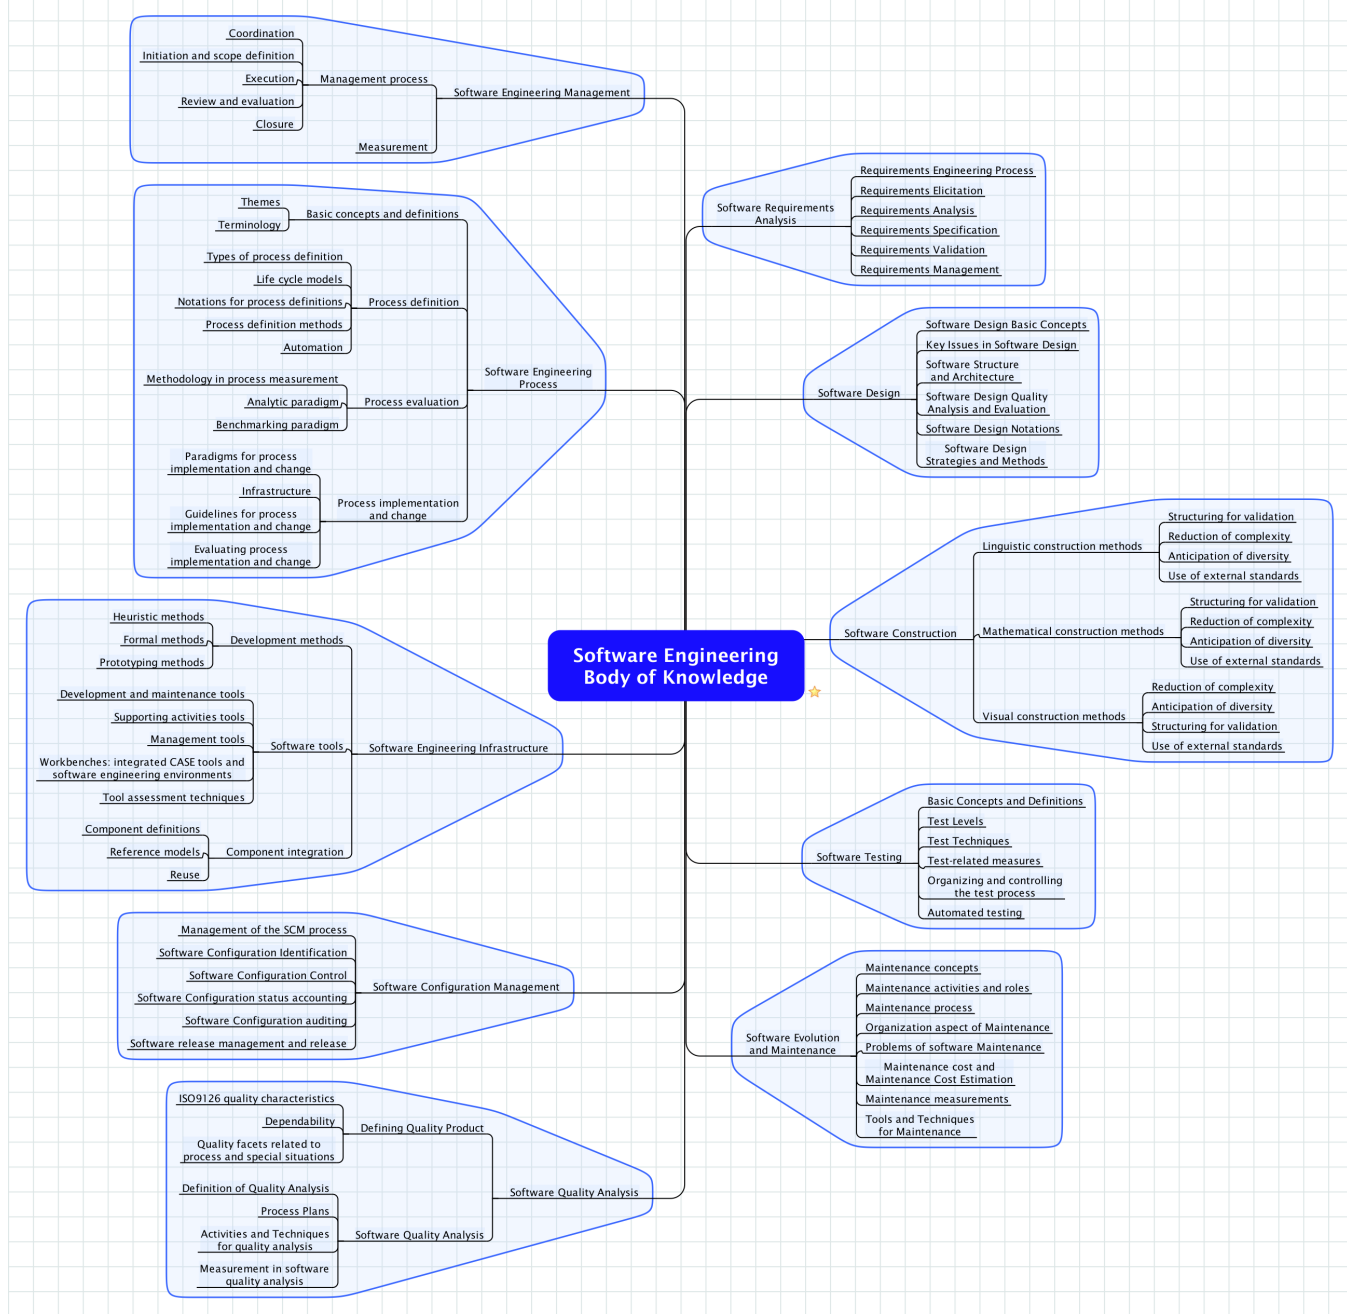 Coordination
Initiation and scope definition
Execution
Review and evaluation
Closure
Management process
Measurement
Software Engineering Management
Themes
Terminology
Basic concepts and definitions
Types of process definition
Life cycle models
Notations for process definitions
Process definition methods
Automation
Process definition
Methodology in process measurement
Analytic paradigm
Benchmarking paradigm
Process evaluation
Paradigms for process
implementation and change
Infrastructure
Guidelines for process
implementation and change
Evaluating process
implementation and change
Process implementation
and change
Software Engineering
Process
Heuristic methods
Formal methods
Prototyping methods
Development methods
Development and maintenance tools
Supporting activities tools
Management tools
Workbenches: integrated CASE tools and
software engineering environments
Tool assessment techniques
Software tools
Component definitions
Reference models
Reuse
Component integration
Software Engineering Infrastructure
Management of the SCM process
Software Configuration Identification
Software Configuration Control
Software Configuration status accounting
Software Configuration auditing
Software release management and release
Software Configuration Management
ISO9126 quality characteristics
Dependability
Quality facets related to
process and special situations
Defining Quality Product
Definition of Quality Analysis
Process Plans
Activities and Techniques
for quality analysis
Measurement in software
quality analysis
Software Quality Analysis
Software Quality Analysis
Software Engineering
Body of Knowledge
Software Requirements
Analysis
Requirements Engineering Process
Requirements Elicitation
Requirements Analysis
Requirements Specification
Requirements Validation
Requirements Management
Software Design
Software Design Basic Concepts
Key Issues in Software Design
Software Structure
and Architecture
Software Design Quality
Analysis and Evaluation
Software Design Notations
Software Design
Strategies and Methods
Software Construction
Linguistic construction methods
Structuring for validation
Reduction of complexity
Anticipation of diversity
Use of external standards
Mathematical construction methods
Structuring for validation
Reduction of complexity
Anticipation of diversity
Use of external standards
Visual construction methods
Reduction of complexity
Anticipation of diversity
Structuring for validation
Use of external standards
Software Testing
Basic Concepts and Definitions
Test Levels
Test Techniques
Test-related measures
Organizing and controlling
the test process
Automated testing
Software Evolution
and Maintenance
Maintenance concepts
Maintenance activities and roles
Maintenance process
Organization aspect of Maintenance
Problems of software Maintenance
Maintenance cost and
Maintenance Cost Estimation
Maintenance measurements
Tools and Techniques
for Maintenance